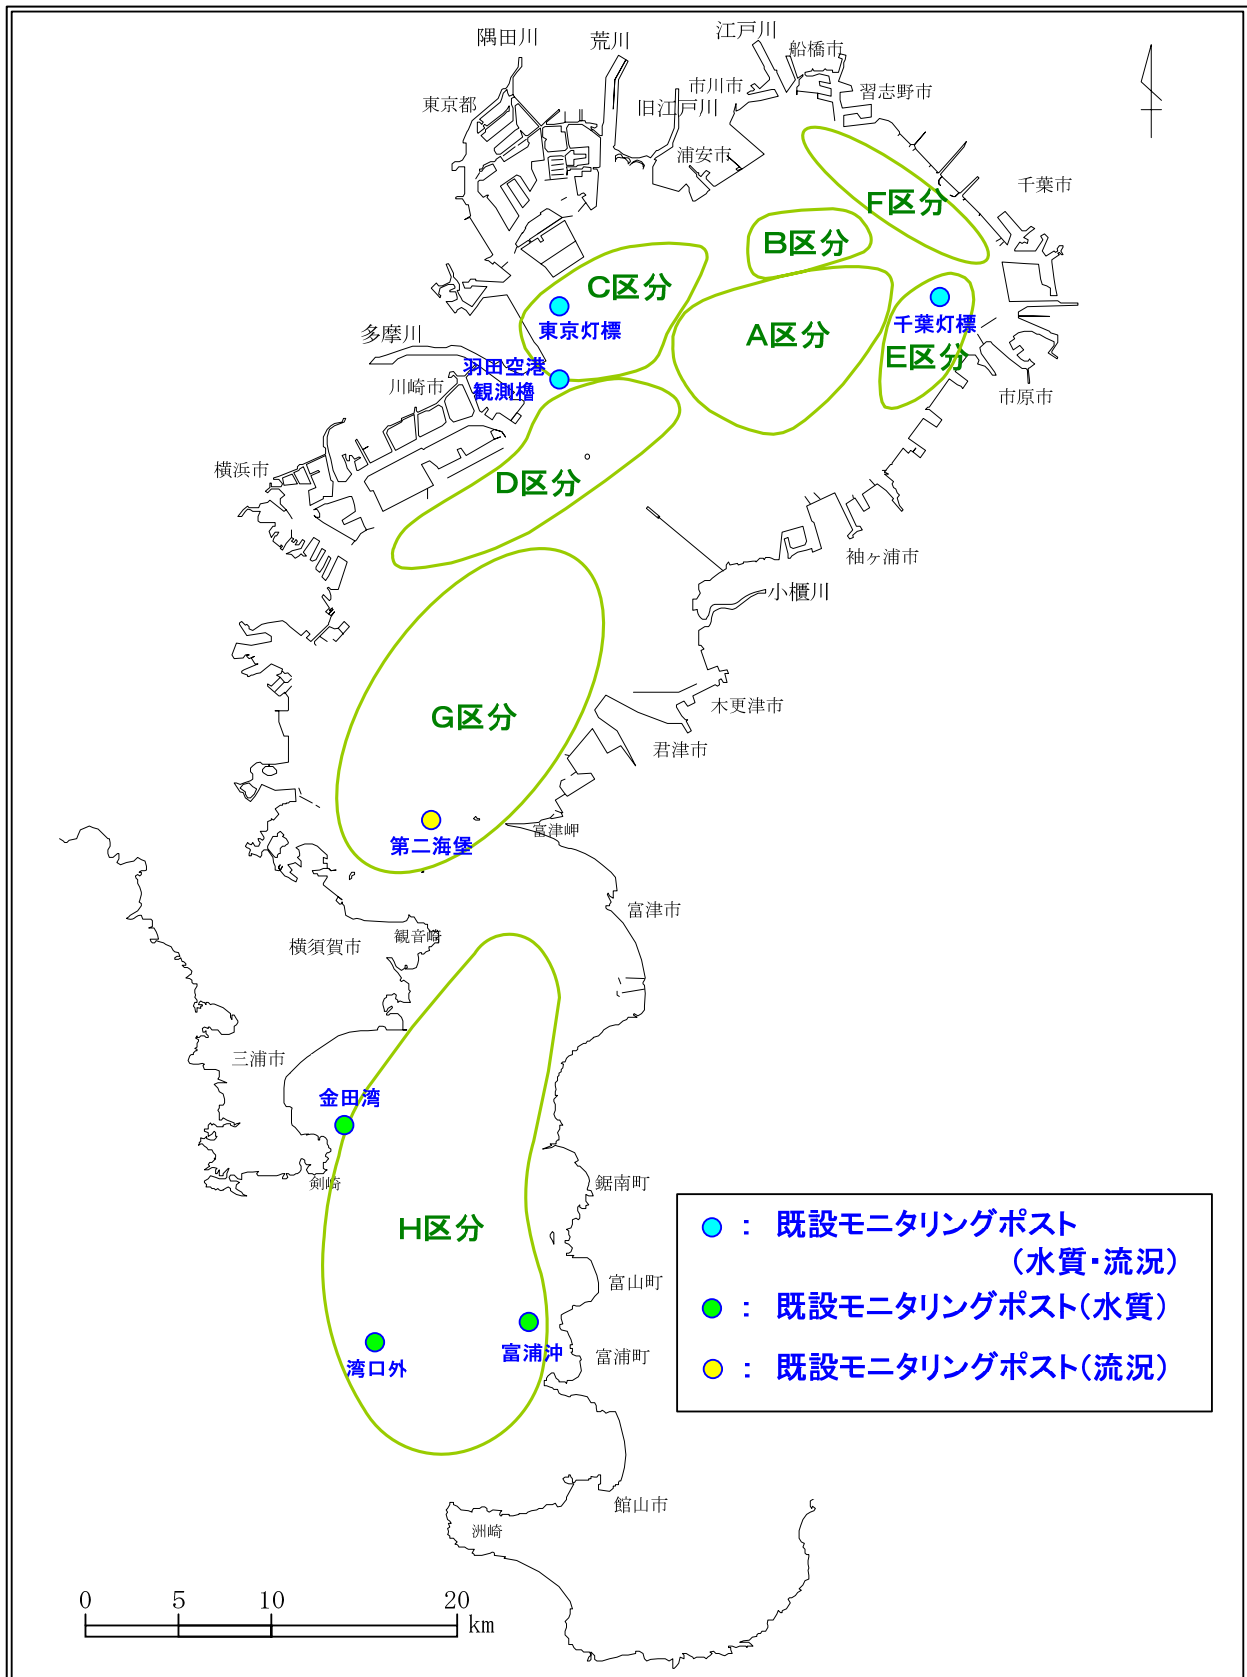 隅田川
荒川
江戸川
船橋市
東京都
旧江戸川
市川市
習志野市
浦安市
千葉市
F区分
B区分
C区分
東京灯標
A区分
千葉灯標
E区分
多摩川
羽田空港
観測櫓
川崎市
市原市
横浜市
D区分
袖ヶ浦市
小櫃川
G区分
木更津市
君津市
第二海堡
富津岬
富津市
横須賀市
観音崎
三浦市
金田湾
剣崎
鋸南町
H区分
富山町
湾口外
富浦沖
富浦町
： 既設モニタリングポスト
（水質・流況）
： 既設モニタリングポスト（水質）
： 既設モニタリングポスト（流況）
館山市
洲崎
0 5 10 20
km